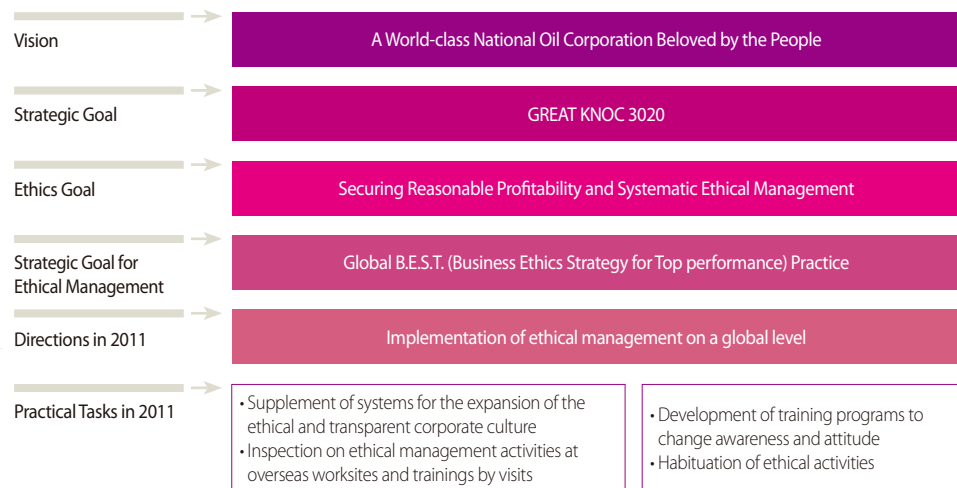 Vision
A World-class National Oil Corporation Beloved by the People
Strategic Goal
GREAT KNOC 3020
Ethics Goal
Securing Reasonable Profitability and Systematic Ethical Management
Strategic Goal for
Ethical Management
Global B.E.S.T. (Business Ethics Strategy for Top performance) Practice
Directions in 2011
Implementation of ethical management on a global level
Practical Tasks in 2011
• Supplement of systems for the expansion of the
ethical and transparent corporate culture
• Inspection on ethical management activities at
overseas worksites and trainings by visits
• Development of training programs to
change awareness and attitude
• Habituation of ethical activities